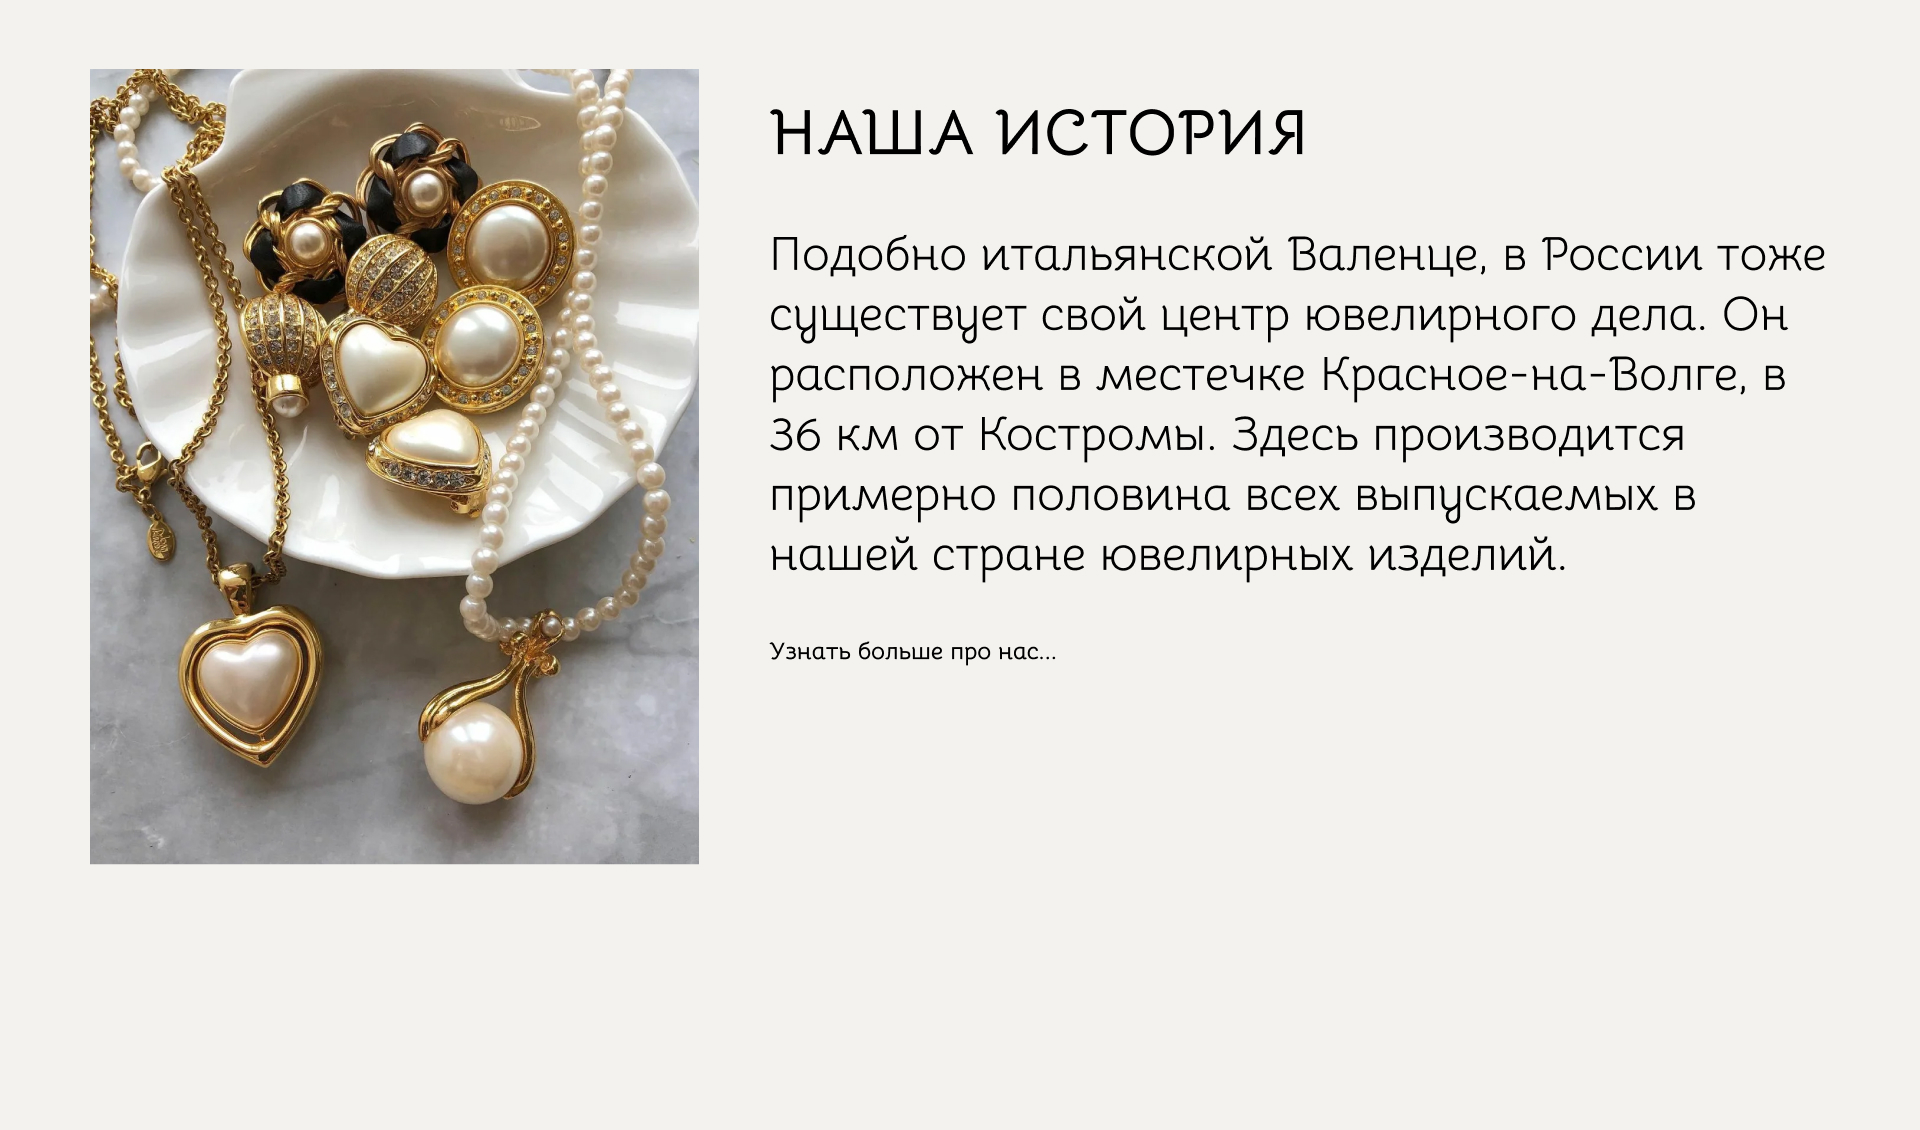 НАША ИСТОРИЯ
Подобно итальянской Валенце, в России тоже
существует свой центр ювелирного дела. Он
расположен в местечке Красное-на-Волге, в
36 км от Костромы. Здесь производится
примерно половина всех выпускаемых в
нашей стране ювелирных изделий.
Узнать больше про нас...